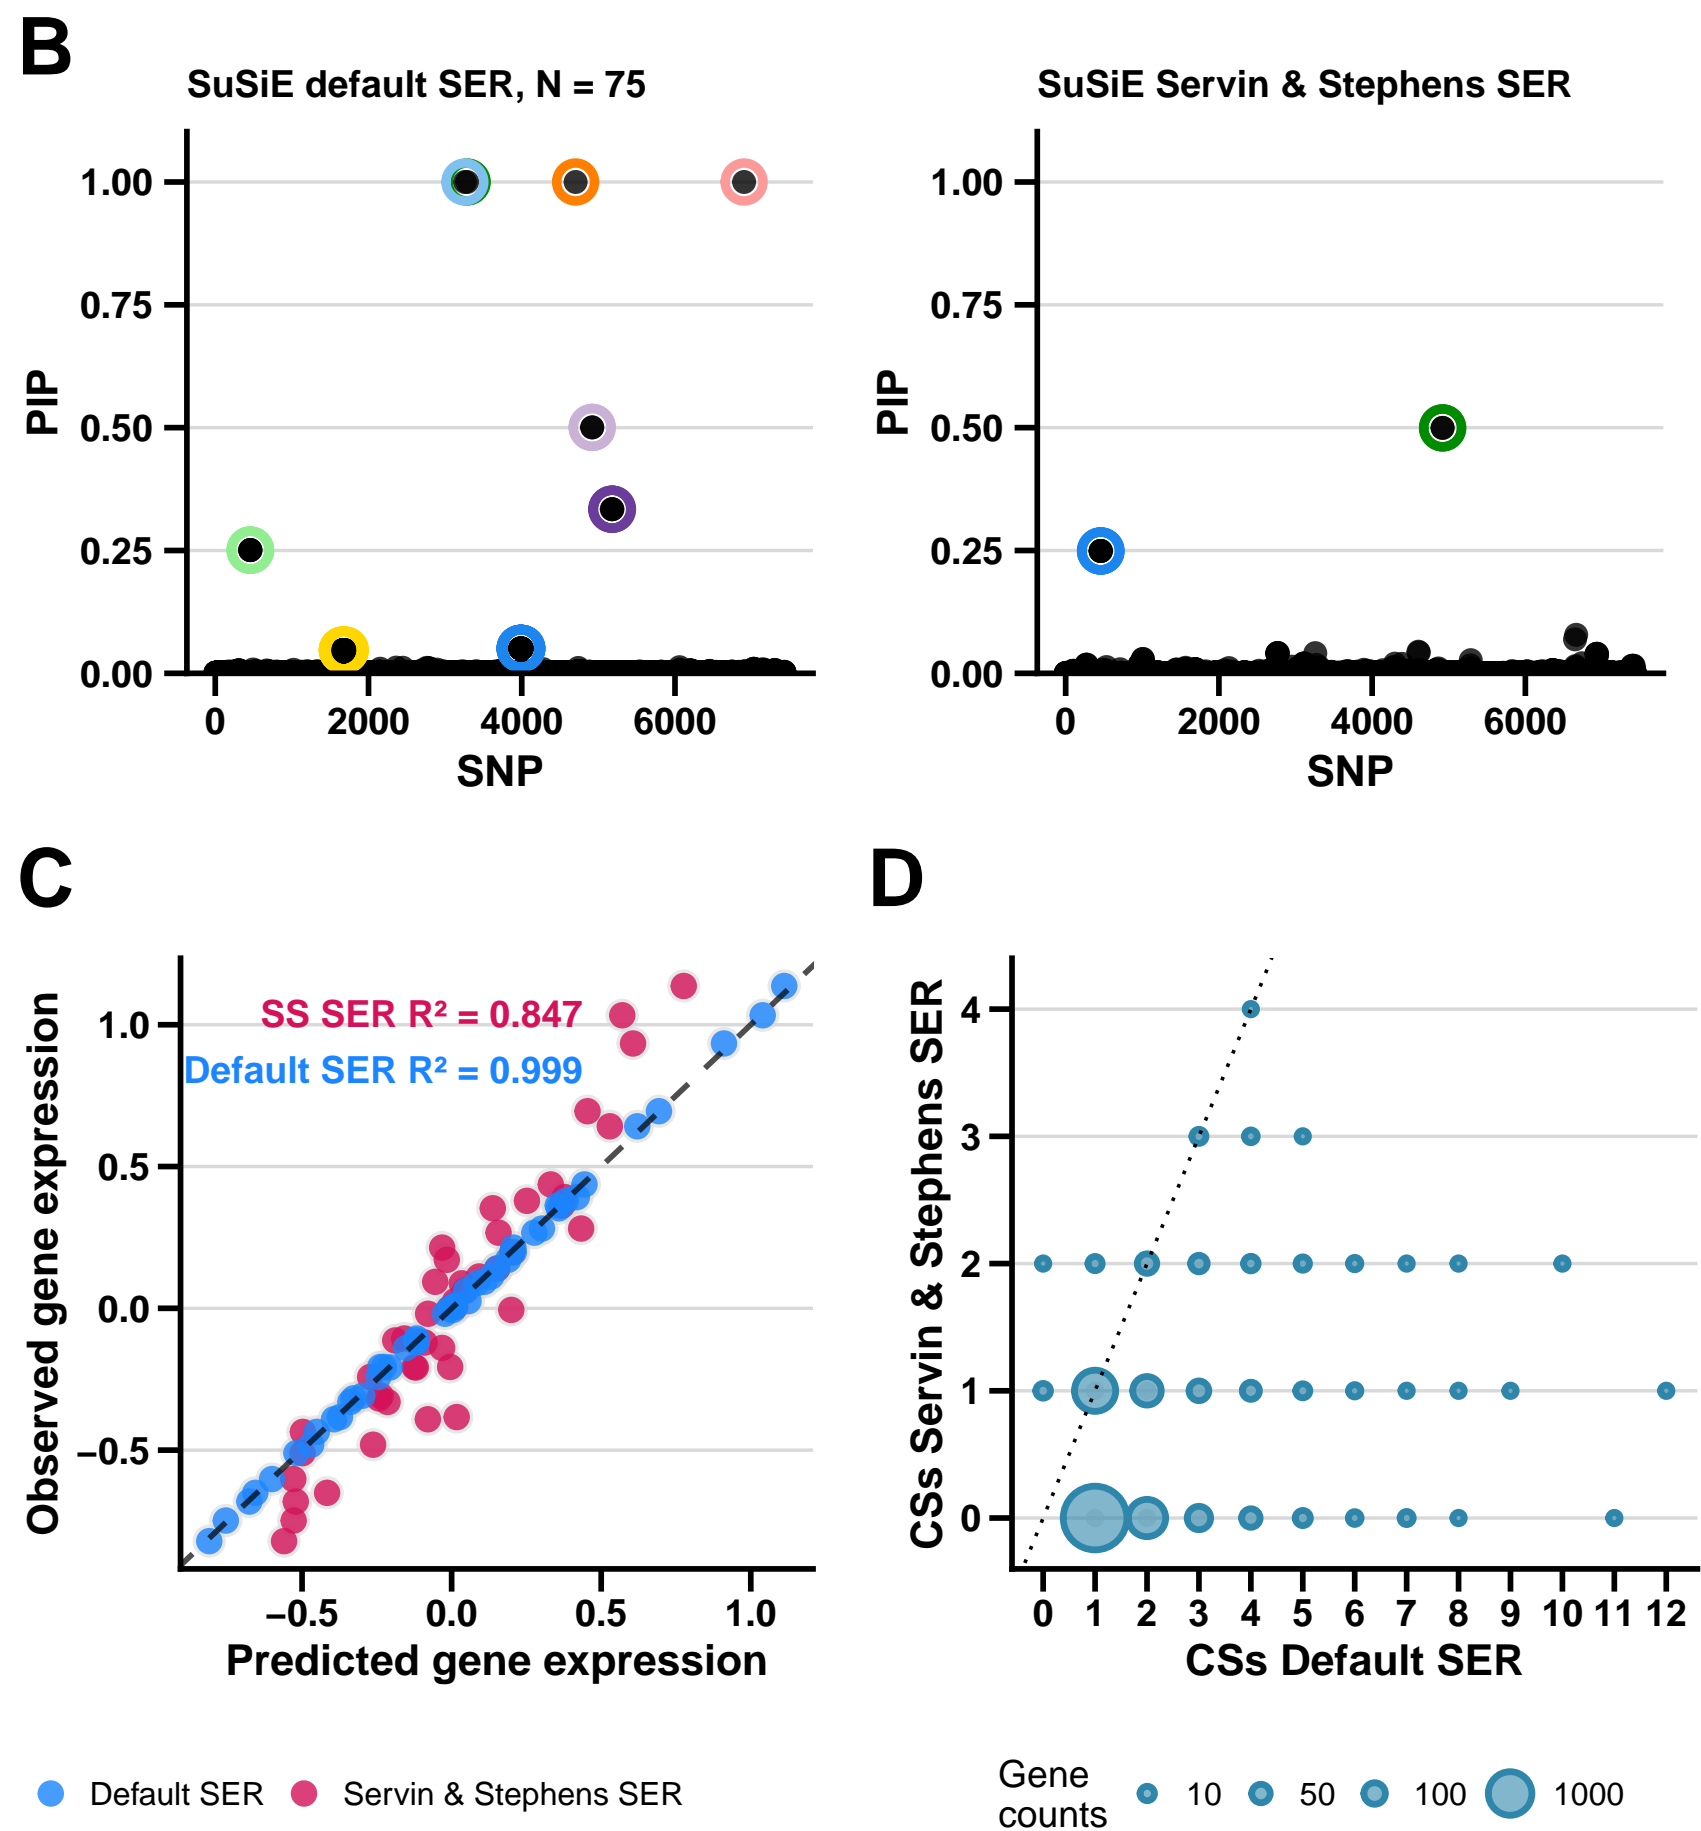 B
SuSiE default SER, N = 75
SuSiE Servin & Stephens SER
PIP
1.00
0.75
0.50
0.25
0.00
0 2000 4000 6000
SNP
PIP
1.00
0.75
0.50
0.25
0.00
0 2000 4000 6000
SNP
C
Observed gene expression
1.0
0.5
0.0
−0.5
SS SER R² = 0.847
Default SER R² = 0.999
−0.5 0.0 0.5 1.0
Predicted gene expression
Default SER Servin & Stephens SER
D
CSs Servin & Stephens SER
4
3
2
1
0
0 1 2 3 4 5 6 7 8 9 10 11 12
CSs Default SER
Gene
counts
10 50 100 1000